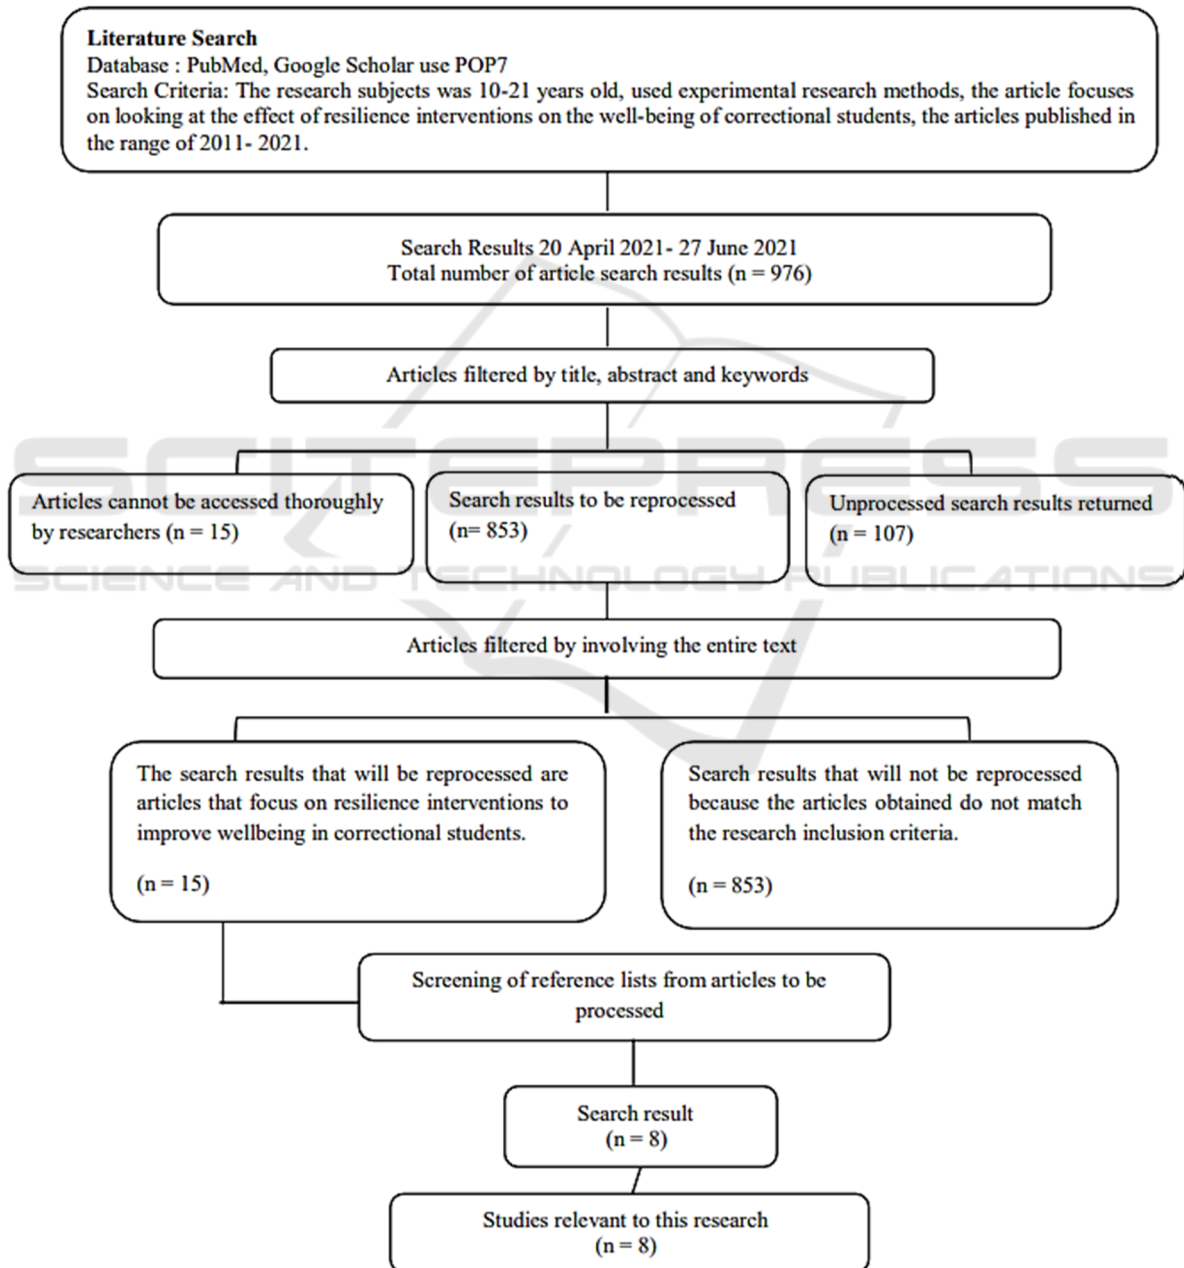 Literature Search
Database : PubMed, Google Scholar use POP7
Search Criteria: The research subjects was 10-21 years old, used experimental research methods, the article focuses
on looking at the effect of resilience interventions on the well-being of correctional students, the articles published in
the range of 2011- 2021.
Search Results 20 April 2021- 27 June 2021
Total number of article search results (n = 976)
Articles filtered by title, abstract and keywords
Articles cannot be accessed thoroughly
by researchers (n = 15)
Search results to be reprocessed
(n= 853)
Unprocessed search results returned
(n = 107)
SCITEPRESS
SCIENCE AND TECHNOLOGY PUBLICATIONS
Articles filtered by involving the entire text
The search results that will be reprocessed are
articles that focus on resilience interventions to
improve wellbeing in correctional students.
(n = 15)
Search results that will not be reprocessed
because the articles obtained do not match
the research inclusion criteria.
(n = 853)
Screening of reference lists from articles to be
processed
Search result
(n = 8)
Studies relevant to this research
(n = 8)